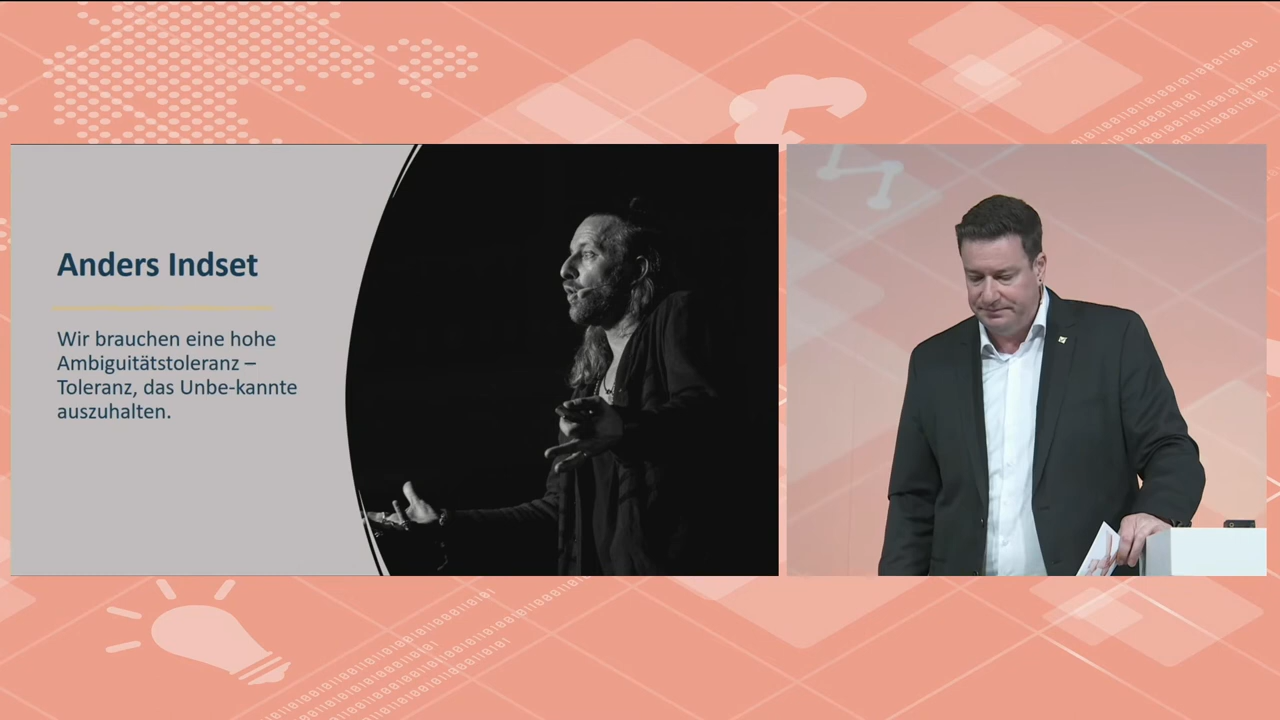 Anders Indset
Wir brauchen eine hohe
Ambiguitätstoleranz –
Toleranz, das Unbe-kannte
auszuhalten.